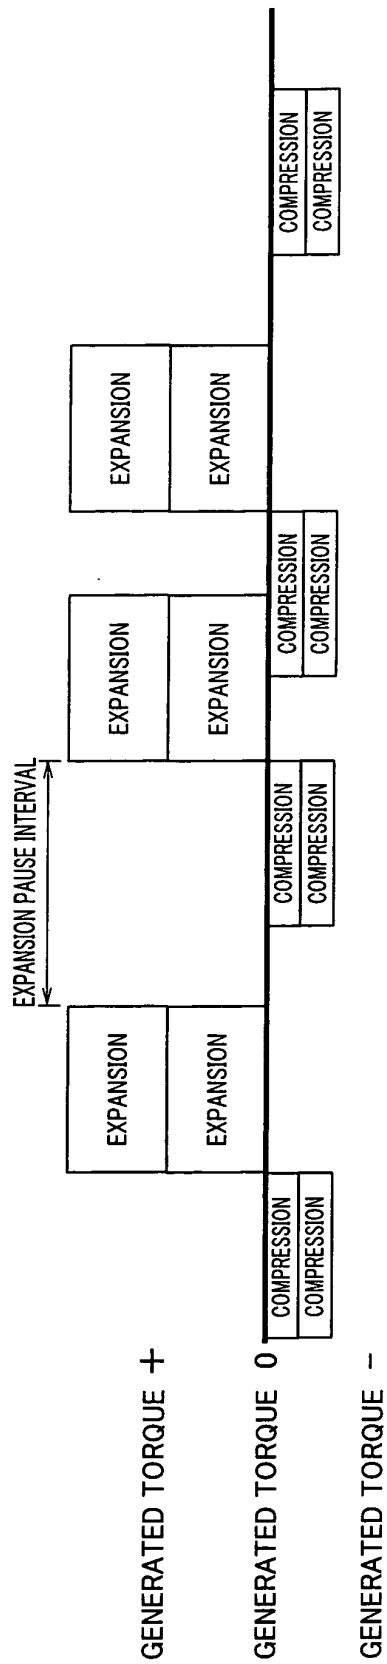 EXPANSION PAUSE INTERVAL
GENERATED TORQUE +
EXPANSION
EXPANSION
EXPANSION
EXPANSION
EXPANSION
EXPANSION
GENERATED TORQUE 0
COMPRESSION
COMPRESSION
COMPRESSION
COMPRESSION
COMPRESSION
COMPRESSION
COMPRESSION
COMPRESSION
GENERATED TORQUE −